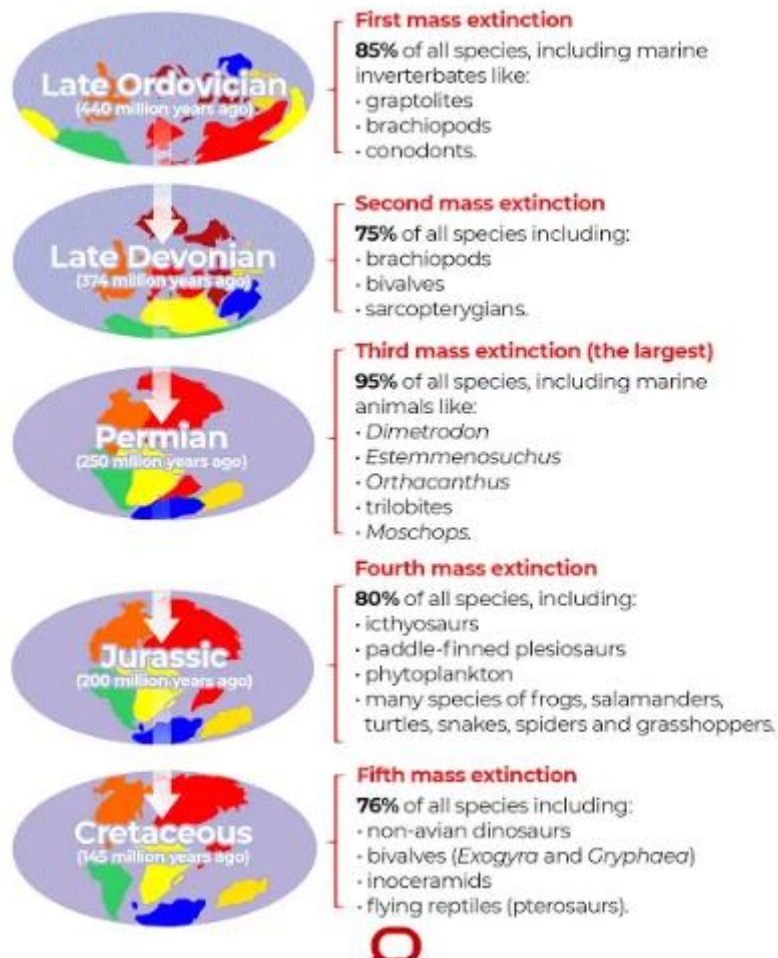 First mass extinction
85% of all species, including marine
inverterbates like:
· graptolites
· brachiopods
· conodonts.
Late Ordovician
(440 million years ago)
Second mass extinction
75% of all species including:
· brachiopods
· bivalves
· sarcopterygians.
Late Devonian
(374 million years ago)
Third mass extinction (the largest)
95% of all species, including marine
animals like:
· Dimetrodon
· Estemmenosuchus
· Orthacanthus
· trilobites
· Moschops.
Permian
(250 million years ago)
Fourth mass extinction
80% of all species, including:
· icthyosaurs
· paddle-finned plesiosaurs
· phytoplankton
· many species of frogs, salamanders,
turtles, snakes, spiders and grasshoppers.
Jurassic
(200 million years ago)
Fifth mass extinction
76% of all species including:
· non-avian dinosaurs
· bivalves (Exogyra and Gryphaea)
· inoceramids
· flying reptiles (pterosaurs).
Cretaceous
(145 million years ago)